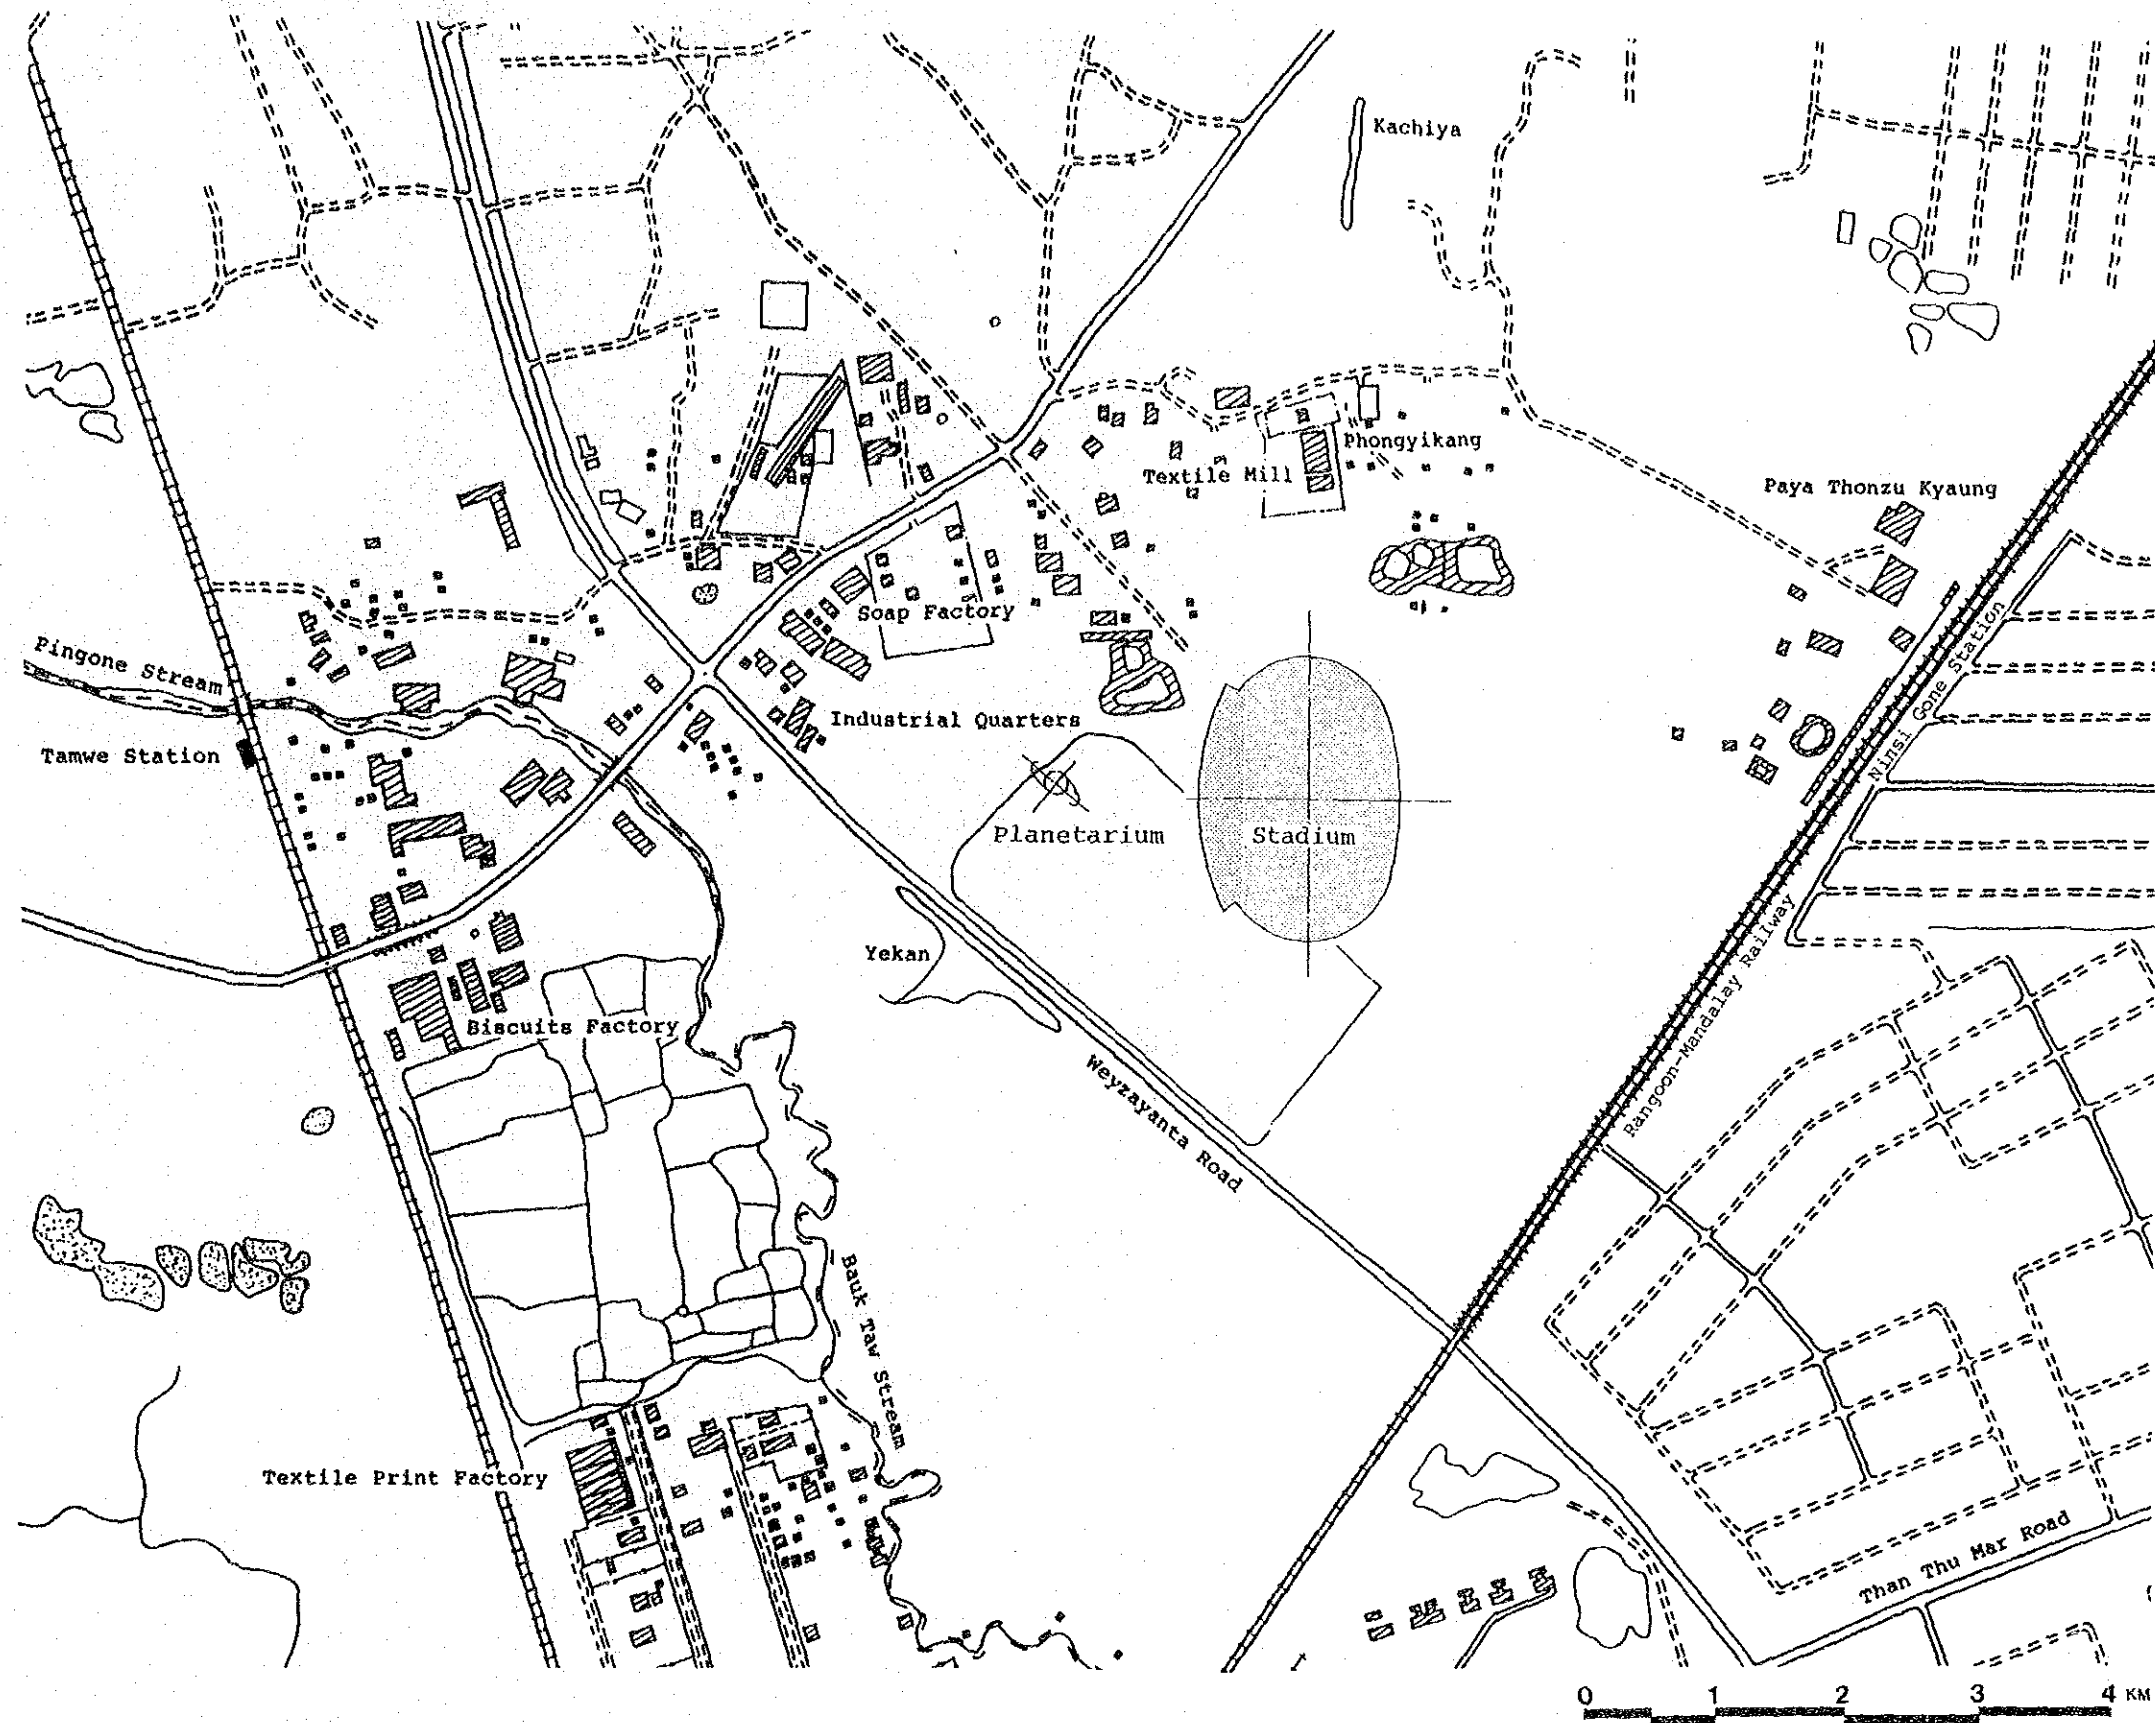 Kachiya
Phongyikang
Textile Mill
Paya Thonzu Kyaung
Soap Factory
Pingone Stream
Ninsi Gone Station
Industrial Quarters
Tamwe Station
Planetarium
Stadium
Yekan
Rangoon-Mandalay Railway
Biscuits Factory
Weyzayanta Road
Bauk Taw Stream
Textile Print Factory
Than Thu Mar Road
0 1 2 3 4 KM